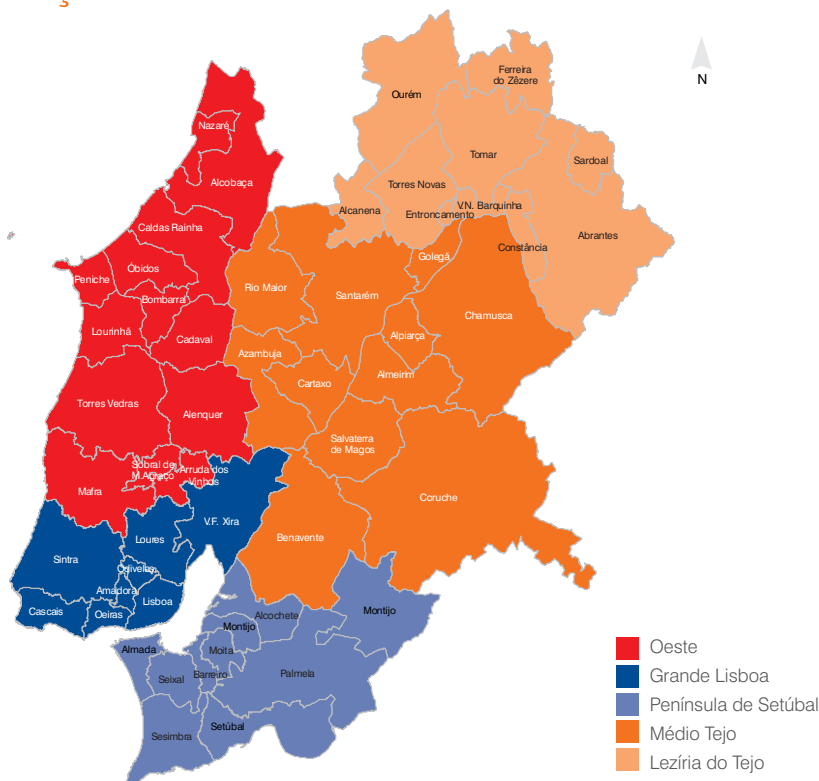 N
Ferreira
do Zêzere
Ourém
Nazaré
Tomar
Sardoal
Alcobaça
Torres Novas
V.N. Barquinha
Alcanena
Entroncamento
Caldas Rainha
Abrantes
Constância
Golegã
Óbidos
Peniche
Rio Maior
Bombarral
Santarém
Chamusca
Lourinhã
Cadaval
Alpiarça
Azambuja
Almeirim
Cartaxo
Torres Vedras
Alenquer
Salvaterra
de Magos
Sobral de
M.Agraço
Arruda dos
Vinhos
Mafra
Coruche
V.F. Xira
Benavente
Loures
Sintra
Odivelas
Amadora
Lisboa
Cascais
Oeiras
Alcochete
Montijo
Montijo
Almada
Moita
Seixal
Barreiro
Palmela
Sesimbra
Setúbal
Oeste
Grande Lisboa
Península de Setúbal
Médio Tejo
Lezíria do Tejo